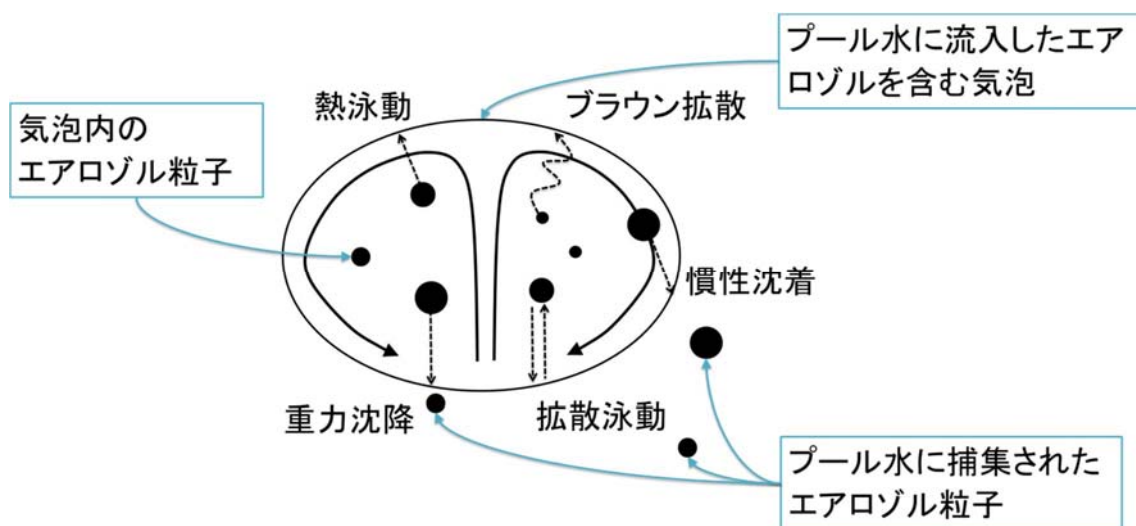 プール水に流入したエア
ロゾルを含む気泡
熱泳動
ブラウン拡散
気泡内の
エアロゾル粒子
慣性沈着
重力沈降
拡散泳動
プール水に捕集された
エアロゾル粒子